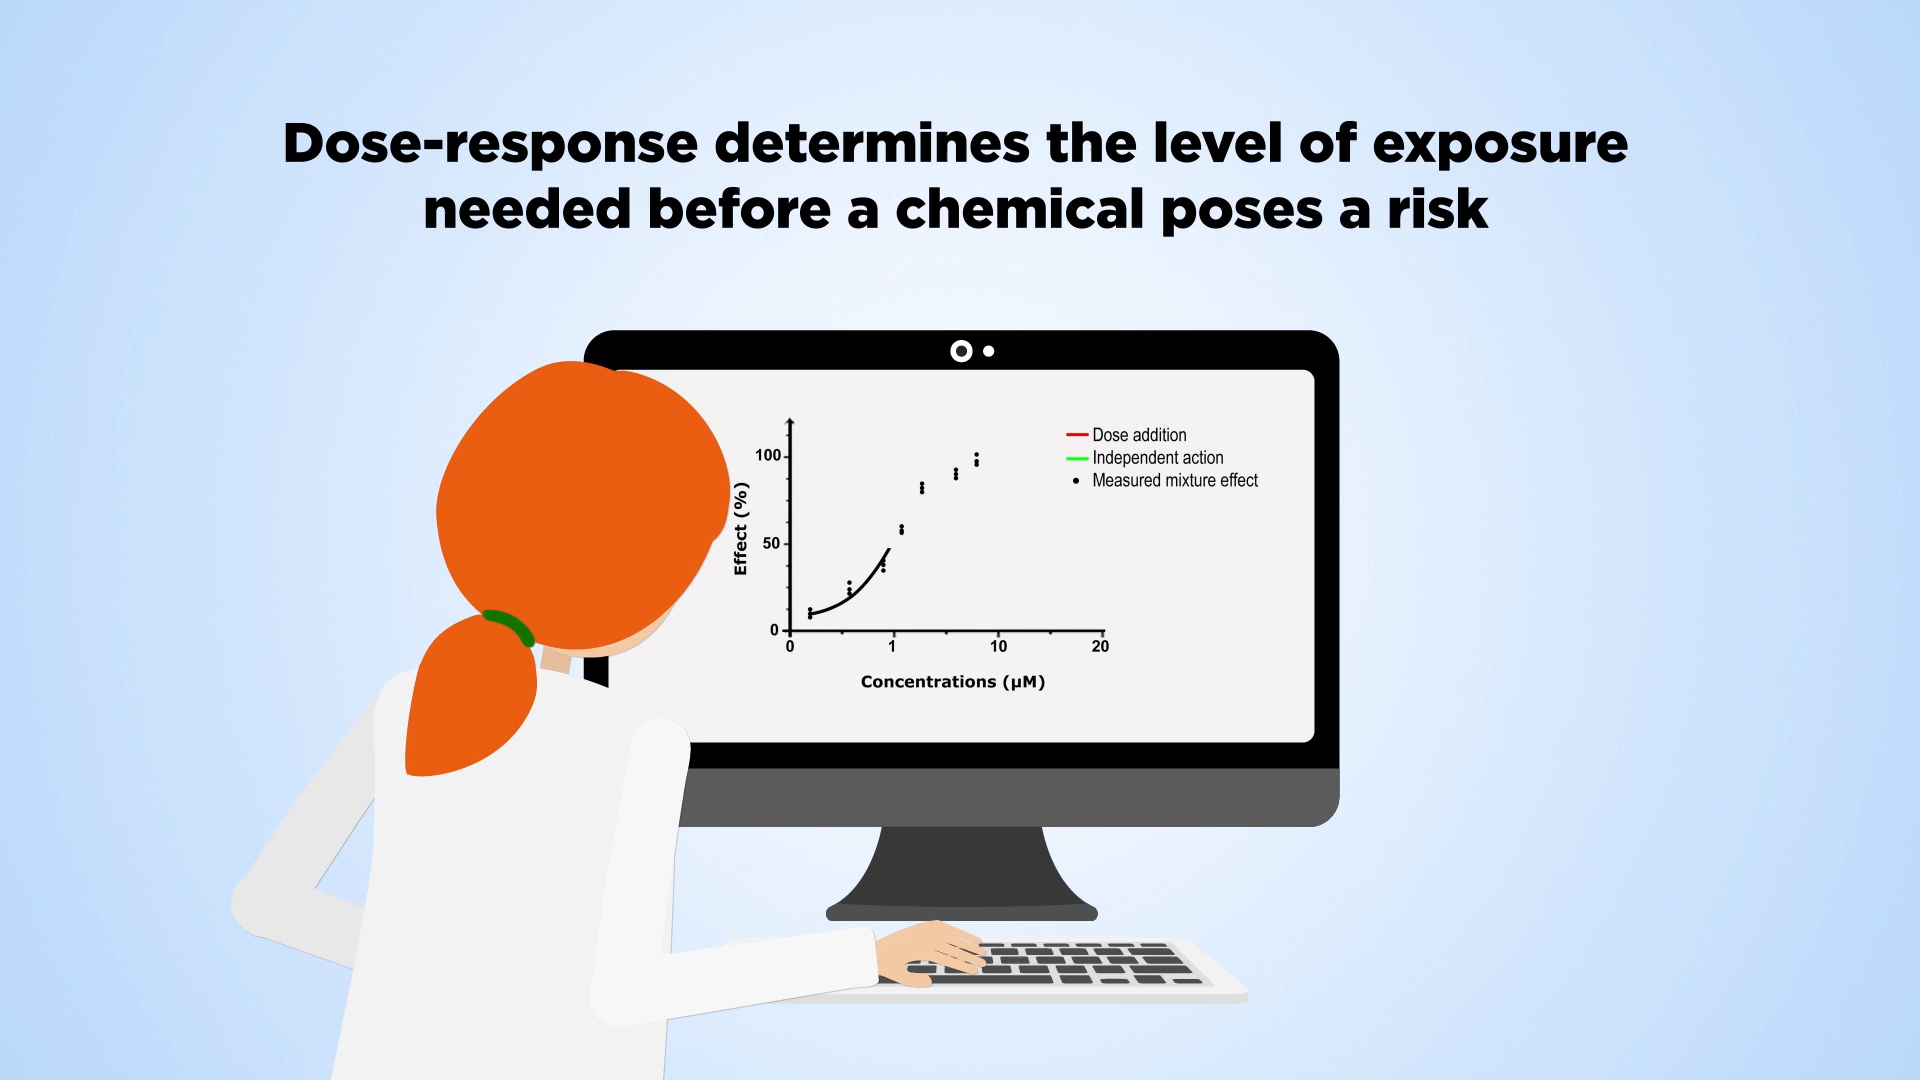 Dose-response determines the level of exposure
needed before a chemical poses a risk
Dose addition
Independent action
Measured mixture effect
Effect (%)
100
50
0
0 1 10 20
Concentrations (µM)